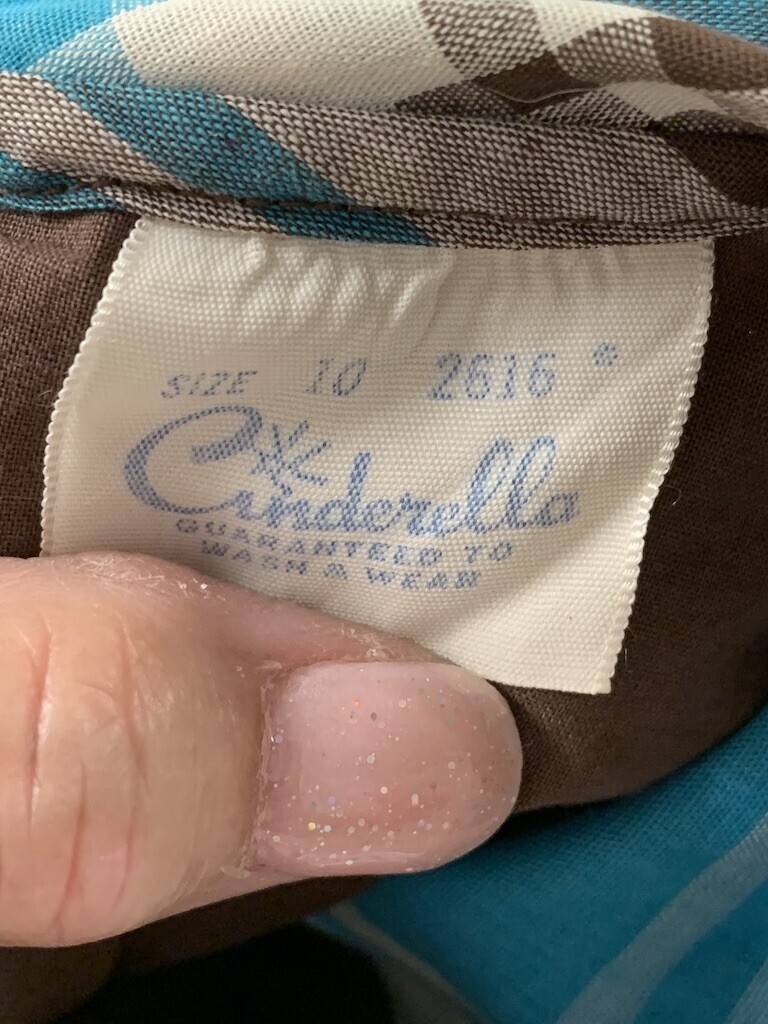 SIZE 10 2616 *
Cinderella
GUARANTEED TO
WASH & WEAR